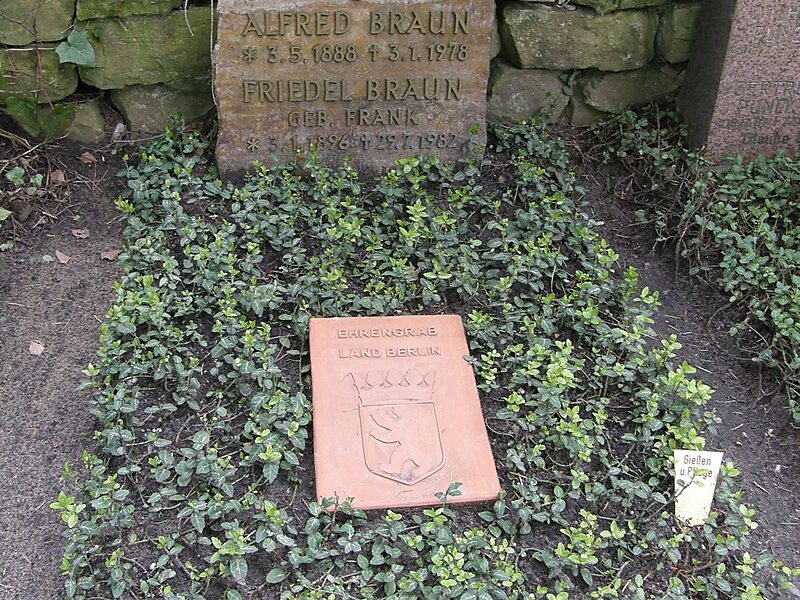 ALFRED BRAUN
* 3.5.1888 † 3.1.1978
FRIEDEL BRAUN
GEB. FRANK
* 3.1.1896 † 29.7.1982
EHRENGRAB
LAND BERLIN
Gießen
u. Pflege